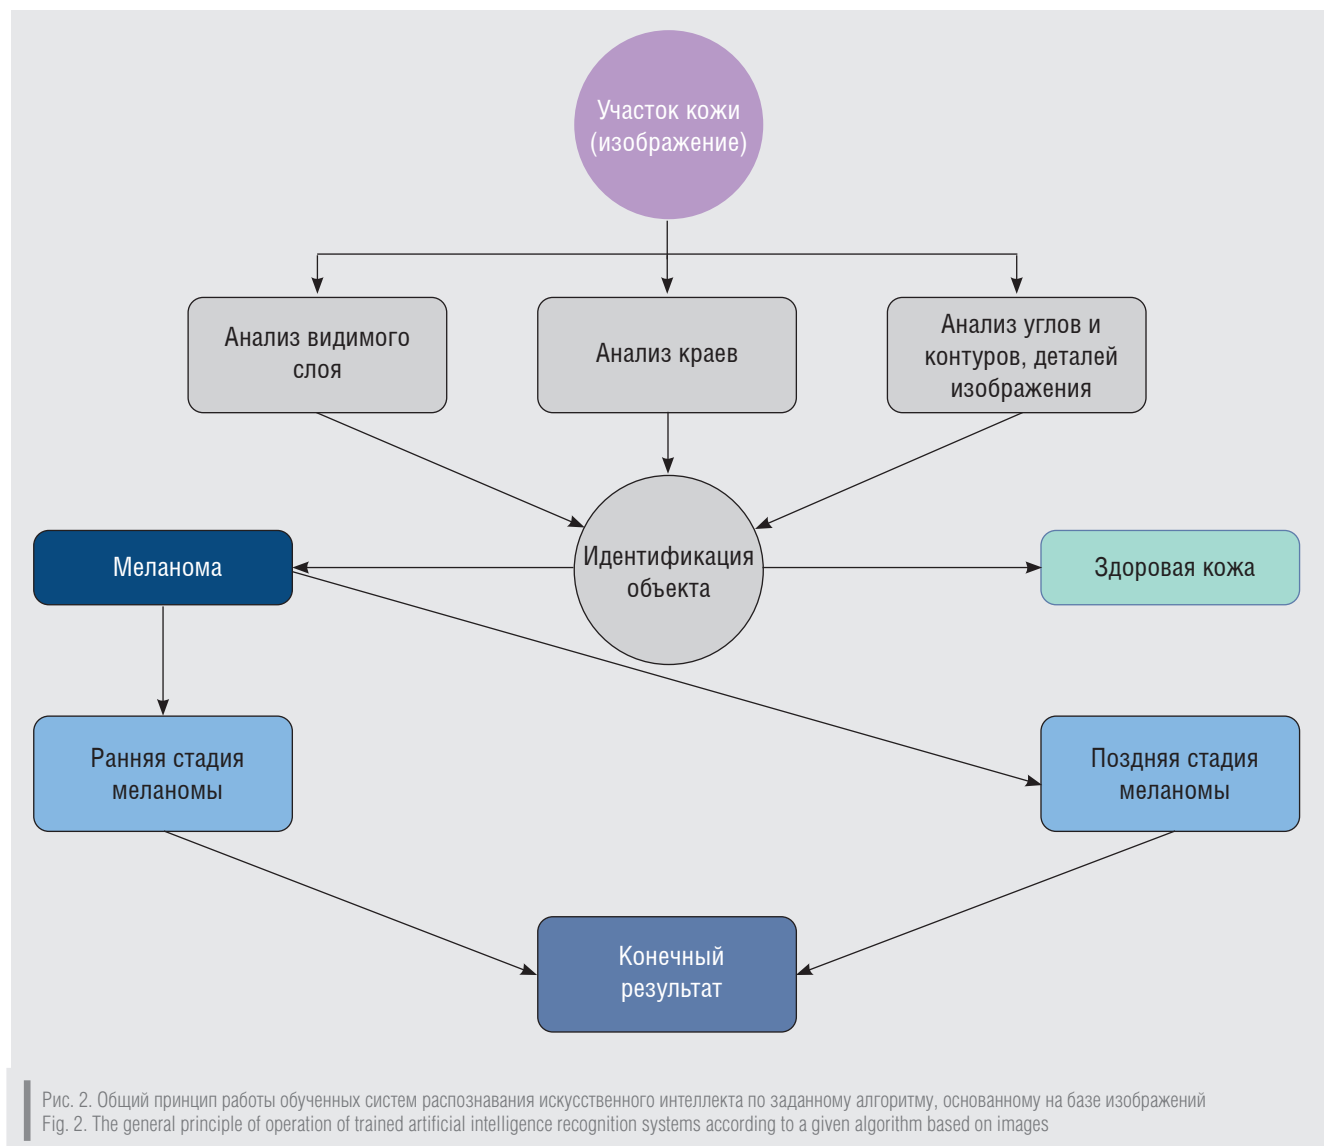 Участок кожи
(изображение)
Анализ видимого
слоя
Анализ краев
Анализ углов и
контуров, деталей
изображения
Идентификация
объекта
Меланома
Здоровая кожа
Ранняя стадия
меланомы
Поздняя стадия
меланомы
Конечный
результат
Рис. 2. Общий принцип работы обученных систем распознавания искусственного интеллекта по заданному алгоритму, основанному на базе изображений
Fig. 2. The general principle of operation of trained artificial intelligence recognition systems according to a given algorithm based on images